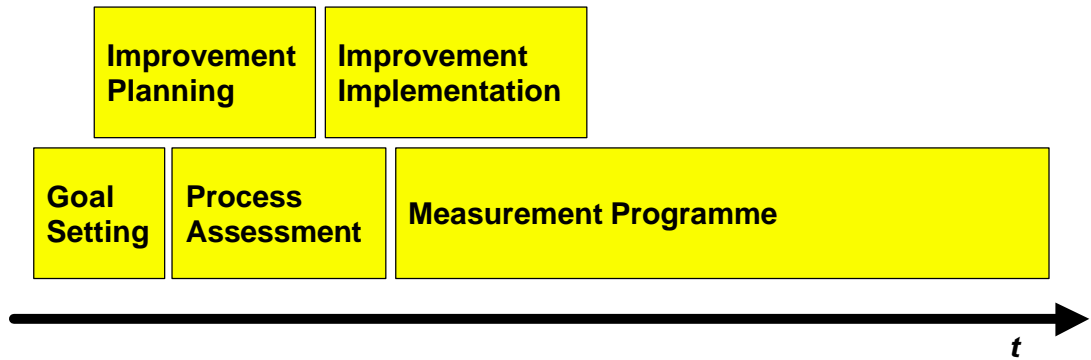 Improvement
Planning
Improvement
Implementation
Goal
Setting
Process
Assessment
Measurement Programme
t